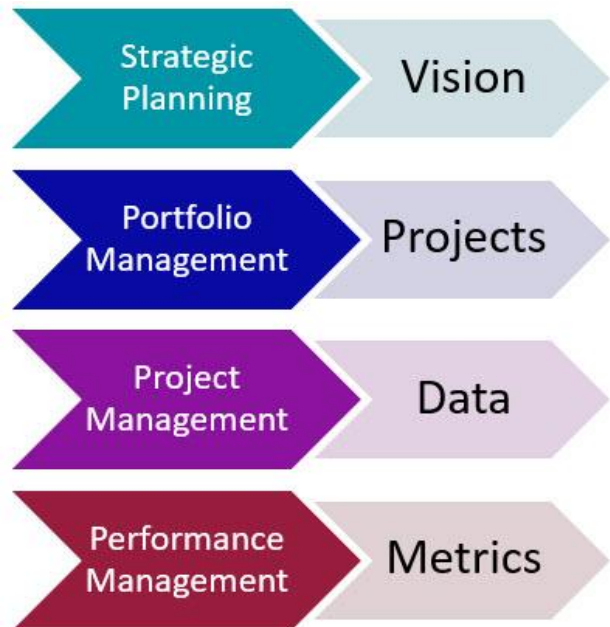 Strategic
Planning
Vision
Portfolio
Management
Projects
Project
Management
Data
Performance
Management
Metrics